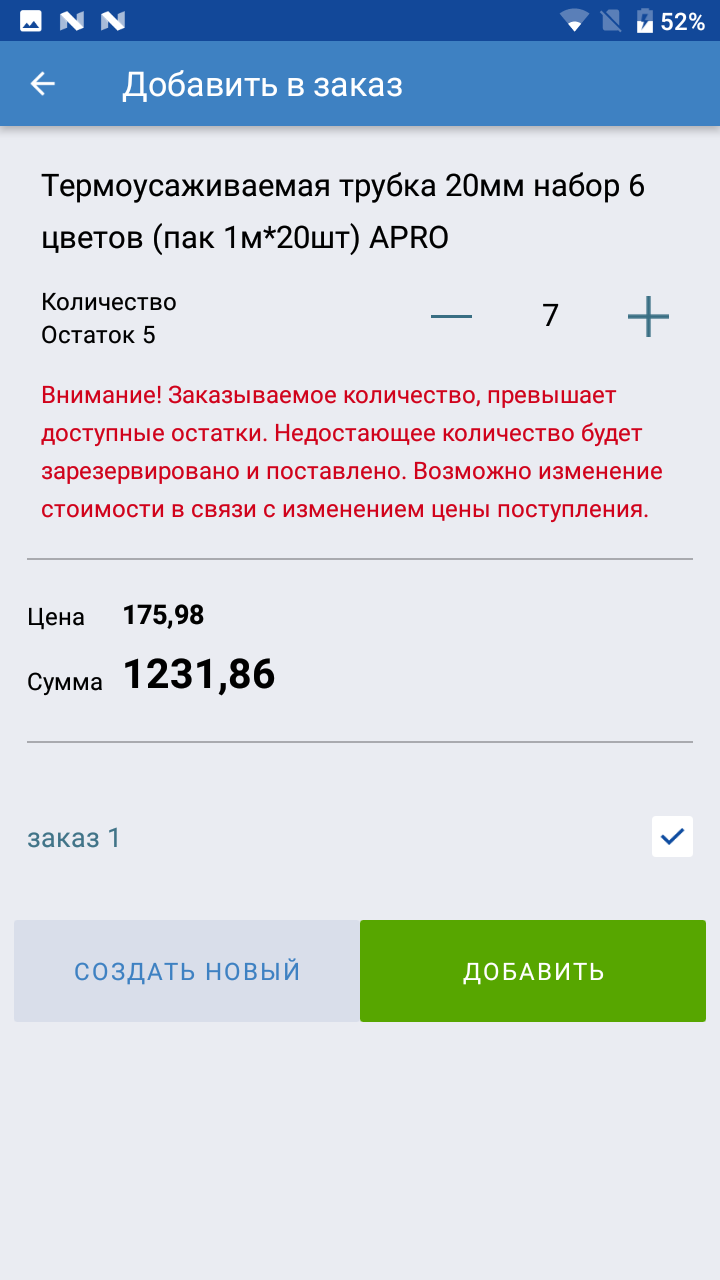 52%
Добавить в заказ
Термоусаживаемая трубка 20мм набор 6
цветов (пак 1м*20шт) APRO
Количество
Остаток 5
7
Внимание! Заказываемое количество, превышает
доступные остатки. Недостающее количество будет
зарезервировано и поставлено. Возможно изменение
стоимости в связи с изменением цены поступления.
Цена 175,98
Сумма 1231,86
заказ 1
СОЗДАТЬ НОВЫЙ
ДОБАВИТЬ